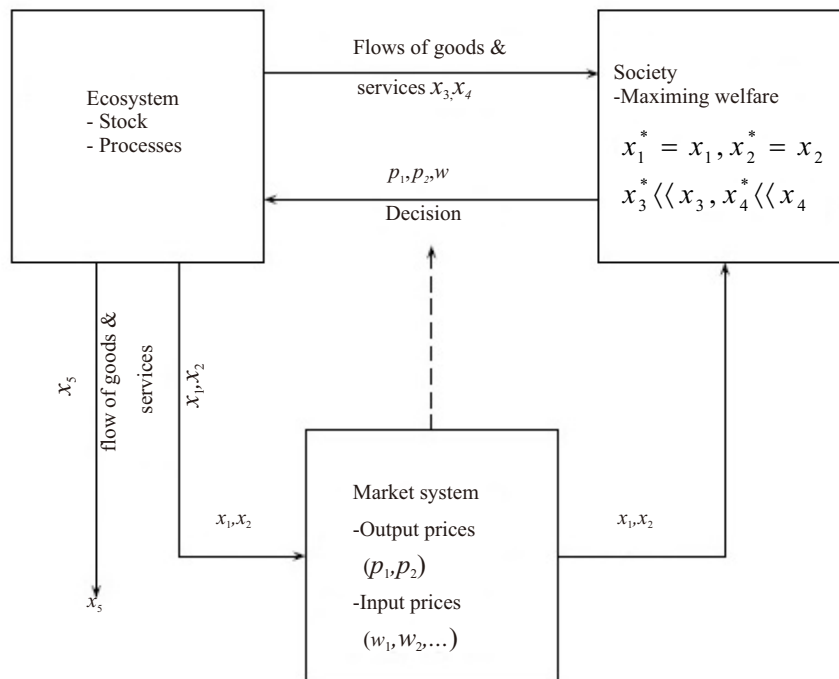 Flows of goods &
services x₃,x₄
Ecosystem
- Stock
- Processes
Society
-Maximing welfare
x₁* = x₁, x₂* = x₂
x₃* ⟨⟨ x₃, x₄* ⟨⟨ x₄
p₁,p₂,w
Decision
x₅
flow of goods &
services
x₁,x₂
x₁,x₂
x₅
Market system
-Output prices
(p₁,p₂)
-Input prices
(w₁,w₂,...)
x₁,x₂